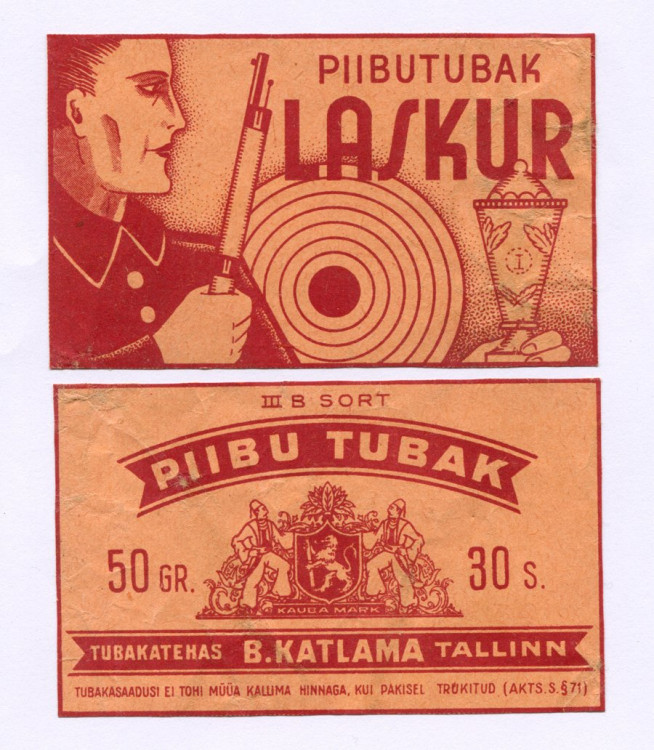 PIIBUTUBAK
LASKUR
1
III B SORT
PIIBU TUBAK
50 GR.
30 S.
KAUBA MARK
TUBAKATEHAS B. KATLAMA TALLINN
TUBAKASAADUSI EI TOHI MÜÜA KALLIMA HINNAGA, KUI PAKISEL TRÜKITUD (AKTS. S. §71)